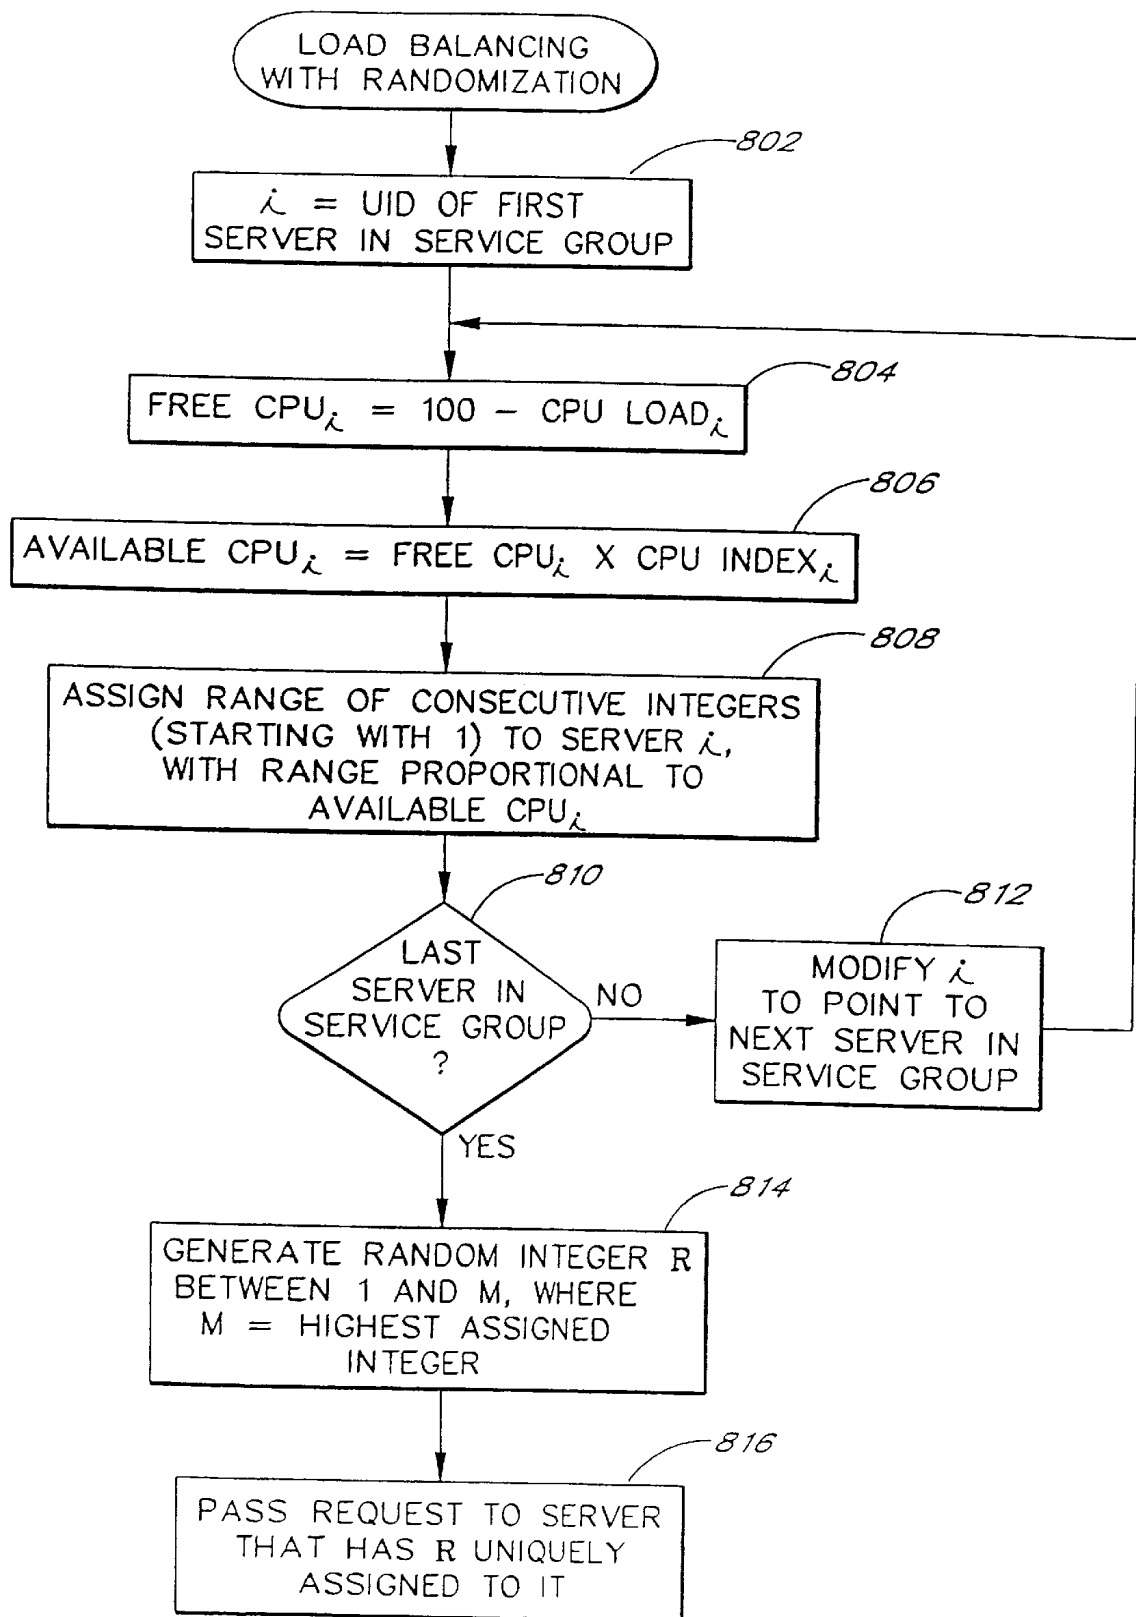 LOAD BALANCING
WITH RANDOMIZATION
802
i = UID OF FIRST
SERVER IN SERVICE GROUP
804
FREE CPUi = 100 - CPU LOADi
806
AVAILABLE CPUi = FREE CPUi X CPU INDEXi
808
ASSIGN RANGE OF CONSECUTIVE INTEGERS
(STARTING WITH 1) TO SERVER i,
WITH RANGE PROPORTIONAL TO
AVAILABLE CPUi
810
LAST
SERVER IN
SERVICE GROUP
?
NO
812
MODIFY i
TO POINT TO
NEXT SERVER IN
SERVICE GROUP
YES
814
GENERATE RANDOM INTEGER R
BETWEEN 1 AND M, WHERE
M = HIGHEST ASSIGNED
INTEGER
816
PASS REQUEST TO SERVER
THAT HAS R UNIQUELY
ASSIGNED TO IT